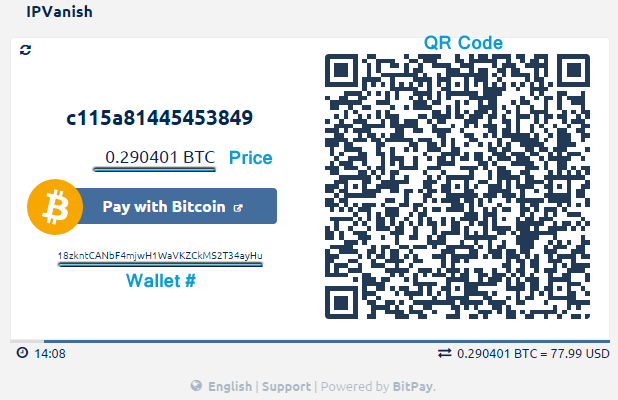 IPVanish
QR Code
c115a81445453849
0.290401 BTC Price
Pay with Bitcoin
18zkntCANbF4mjwH1WaVKZCkMS2T34ayHu
Wallet #
14:08
0.290401 BTC = 77.99 USD
English | Support | Powered by BitPay.